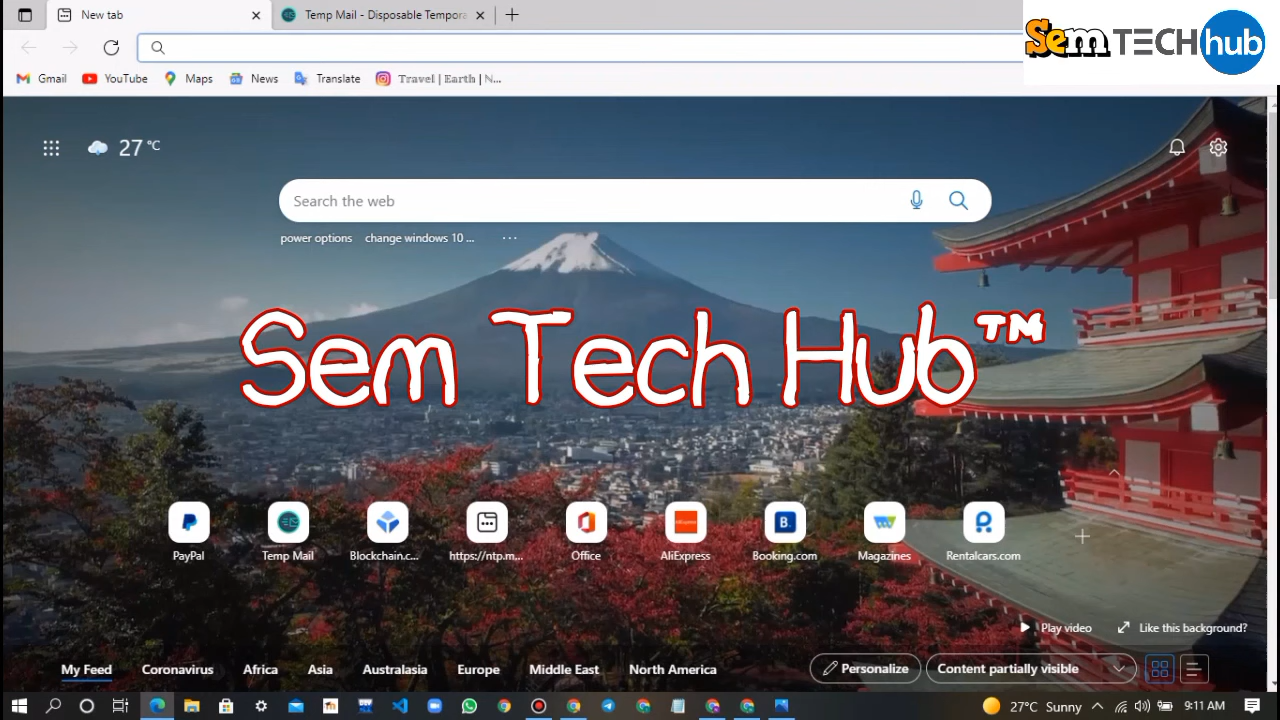 New tab
Temp Mail - Disposable Tempora
Sem TECH hub
Gmail
YouTube
Maps
News
Translate
Travel | Earth | N...
27 °C
Search the web
power options
change windows 10 ...
Sem Tech Hub™
PayPal
Temp Mail
Blockchain.c...
https://ntp.m...
Office
AliExpress
Booking.com
Magazines
Rentalcars.com
Play video
Like this background?
My Feed
Coronavirus
Africa
Asia
Australasia
Europe
Middle East
North America
Personalize
Content partially visible
27°C Sunny
9:11 AM